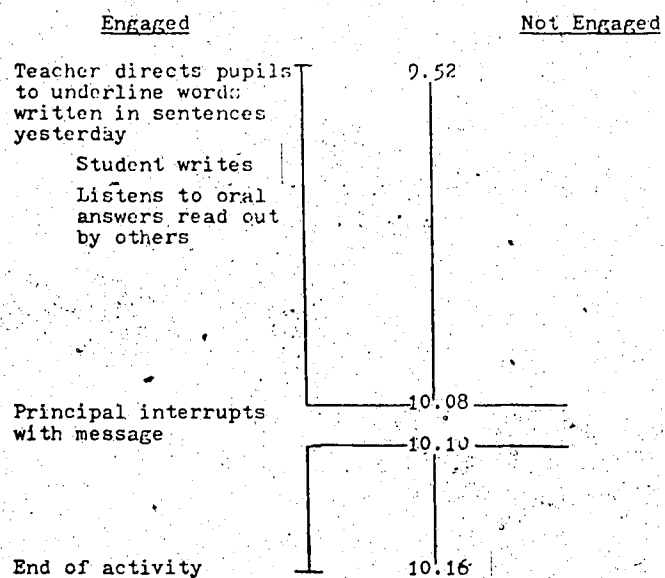 Engaged Not Engaged
Teacher directs pupils 9.52
to underline words
written in sentences
yesterday
Student writes
Listens to oral
answers read out
by others
10.08
Principal interrupts
with message
10.10
End of activity 10.16